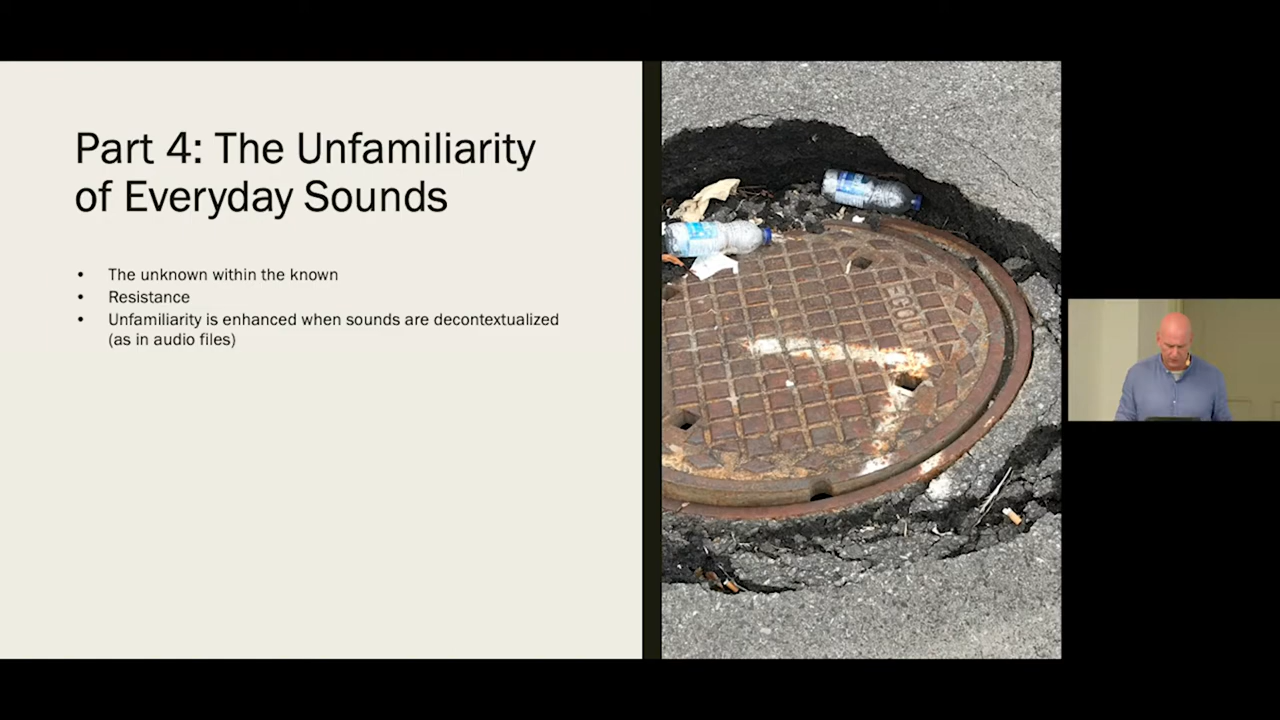 Part 4: The Unfamiliarity
of Everyday Sounds
• The unknown within the known
• Resistance
• Unfamiliarity is enhanced when sounds are decontextualized
(as in audio files)